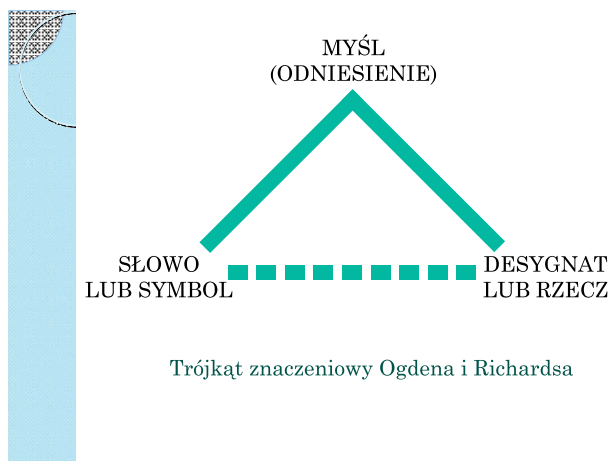 MYŚL
(ODNIESIENIE)
SŁOWO
LUB SYMBOL
DESYGNAT
LUB RZECZ
Trójkąt znaczeniowy Ogdena i Richardsa